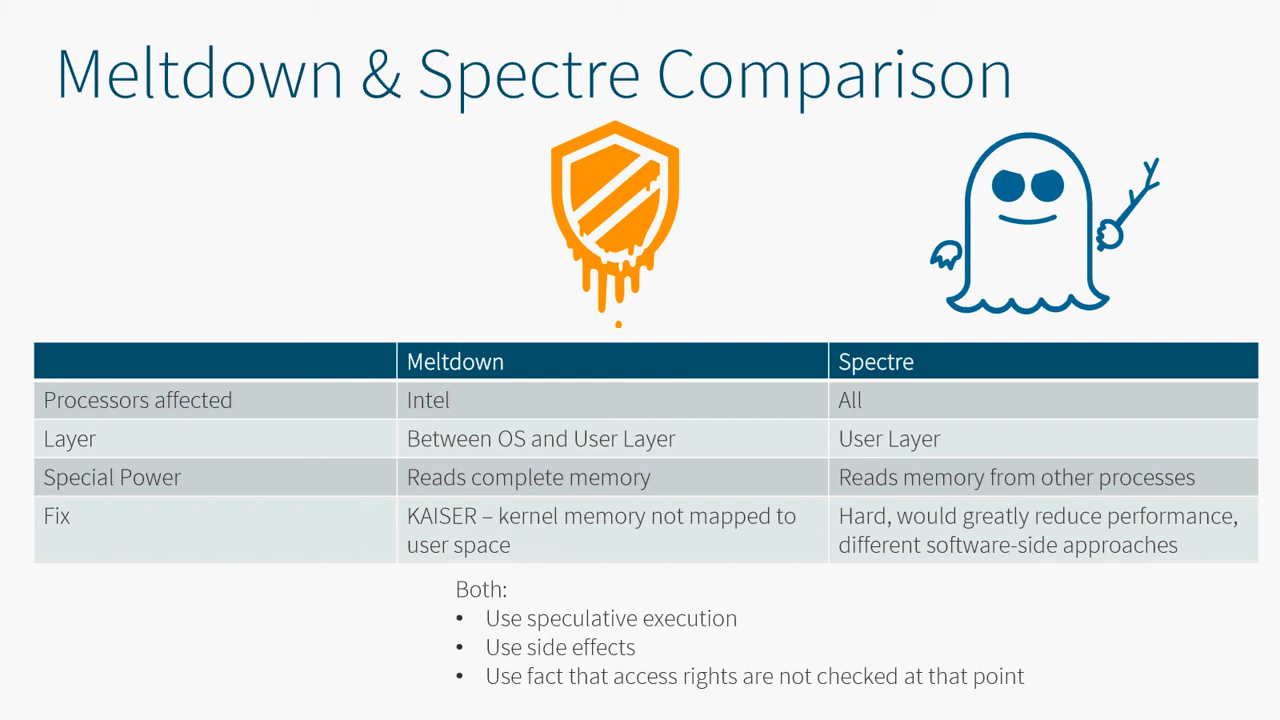 Meltdown & Spectre Comparison
Meltdown
Spectre
Processors affected
Intel
All
Layer
Between OS and User Layer
User Layer
Special Power
Reads complete memory
Reads memory from other processes
Fix
KAISER – kernel memory not mapped to
user space
Hard, would greatly reduce performance,
different software-side approaches
Both:
• Use speculative execution
• Use side effects
• Use fact that access rights are not checked at that point